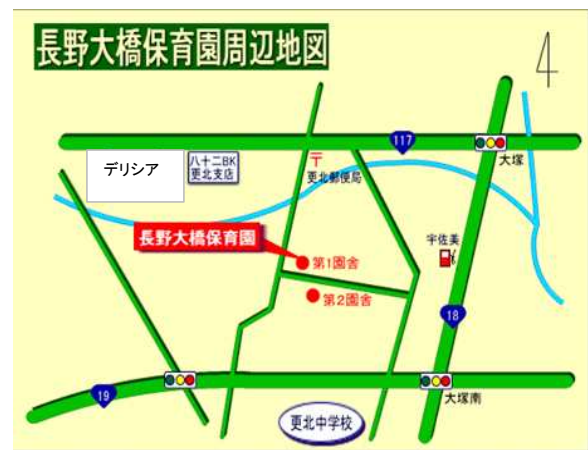 長野大橋保育園周辺地図
117
デリシア
八十二BK
更北支店
〒
更北郵便局
大塚
長野大橋保育園
第1園舎
宇佐美
第2園舎
18
19
大塚南
更北中学校